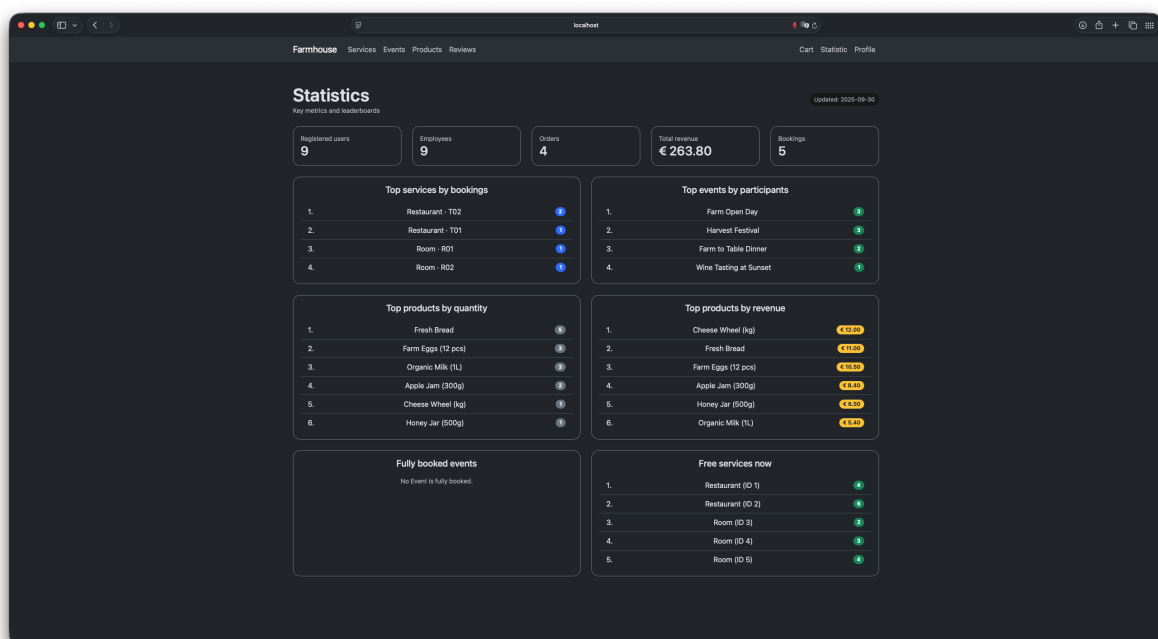 localhost
Farmhouse Services Events Products Reviews Cart Statistic Profile
Statistics
Key metrics and leaderboards
Updated: 2025-09-30
Registered users
9
Employees
9
Orders
4
Total revenue
€ 263.80
Bookings
5
Top services by bookings
1. Restaurant · T02 2
2. Restaurant · T01 1
3. Room · R01 1
4. Room · R02 1
Top events by participants
1. Farm Open Day 3
2. Harvest Festival 3
3. Farm to Table Dinner 2
4. Wine Tasting at Sunset 1
Top products by quantity
1. Fresh Bread 5
2. Farm Eggs (12 pcs) 3
3. Organic Milk (1L) 3
4. Apple Jam (300g) 2
5. Cheese Wheel (kg) 1
6. Honey Jar (500g) 1
Top products by revenue
1. Cheese Wheel (kg) € 12.00
2. Fresh Bread € 11.00
3. Farm Eggs (12 pcs) € 10.50
4. Apple Jam (300g) € 8.40
5. Honey Jar (500g) € 6.50
6. Organic Milk (1L) € 5.40
Fully booked events
No Event is fully booked.
Free services now
1. Restaurant (ID 1) 4
2. Restaurant (ID 2) 6
3. Room (ID 3) 2
4. Room (ID 4) 3
5. Room (ID 5) 4